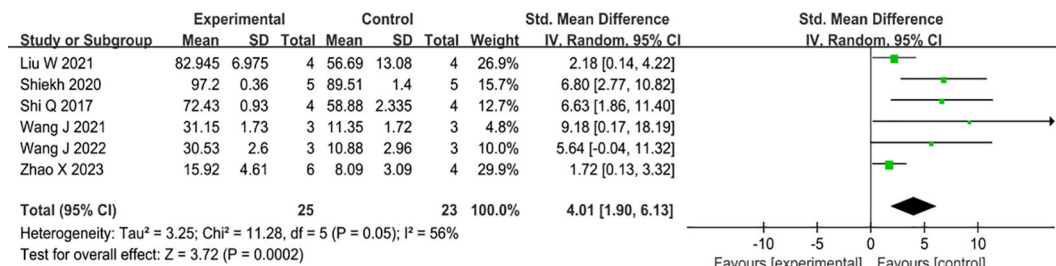 Experimental Control Std. Mean Difference Std. Mean Difference
Study or Subgroup Mean SD Total Mean SD Total Weight IV, Random, 95% CI IV, Random, 95% CI
Liu W 2021 82.945 6.975 4 56.69 13.08 4 26.9% 2.18 [0.14, 4.22]
Shiekh 2020 97.2 0.36 5 89.51 1.4 5 15.7% 6.80 [2.77, 10.82]
Shi Q 2017 72.43 0.93 4 58.88 2.335 4 12.7% 6.63 [1.86, 11.40]
Wang J 2021 31.15 1.73 3 11.35 1.72 3 4.8% 9.18 [0.17, 18.19]
Wang J 2022 30.53 2.6 3 10.88 2.96 3 10.0% 5.64 [-0.04, 11.32]
Zhao X 2023 15.92 4.61 6 8.09 3.09 4 29.9% 1.72 [0.13, 3.32]
Total (95% CI) 25 23 100.0% 4.01 [1.90, 6.13]
Heterogeneity: Tau² = 3.25; Chi² = 11.28, df = 5 (P = 0.05); I² = 56%
Test for overall effect: Z = 3.72 (P = 0.0002)
-10 -5 0 5 10
Favours [experimental] Favours [control]